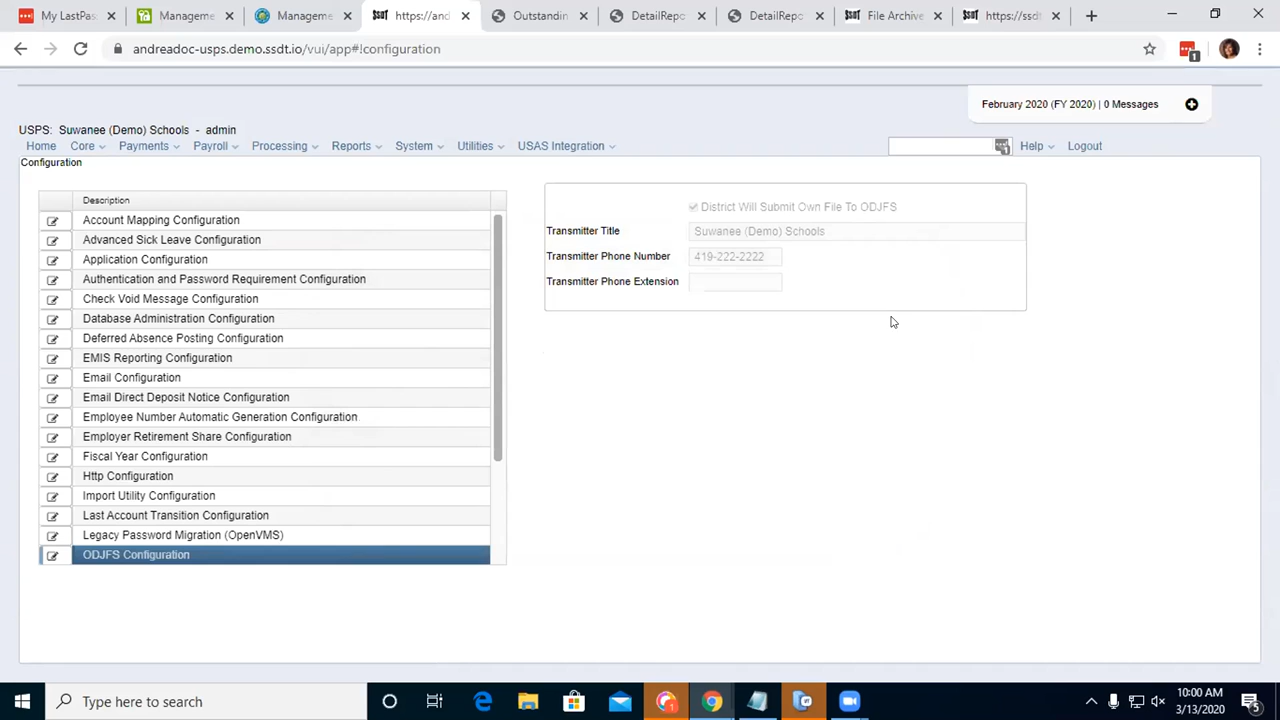 My LastPas
Manageme
Manageme
SSDT https://and
Outstandin
DetailRepo
DetailRepo
SSDT File Archive
SSDT https://ssdt
andreadoc-usps.demo.ssdt.io/vui/app#!configuration
1
February 2020 (FY 2020) | 0 Messages
USPS: Suwanee (Demo) Schools - admin
Home Core Payments Payroll Processing Reports System Utilities USAS Integration Help Logout
Configuration
Description
Account Mapping Configuration
Advanced Sick Leave Configuration
Application Configuration
Authentication and Password Requirement Configuration
Check Void Message Configuration
Database Administration Configuration
Deferred Absence Posting Configuration
EMIS Reporting Configuration
Email Configuration
Email Direct Deposit Notice Configuration
Employee Number Automatic Generation Configuration
Employer Retirement Share Configuration
Fiscal Year Configuration
Http Configuration
Import Utility Configuration
Last Account Transition Configuration
Legacy Password Migration (OpenVMS)
ODJFS Configuration
District Will Submit Own File To ODJFS
Transmitter Title Suwanee (Demo) Schools
Transmitter Phone Number 419-222-2222
Transmitter Phone Extension
Type here to search
10:00 AM
3/13/2020
5